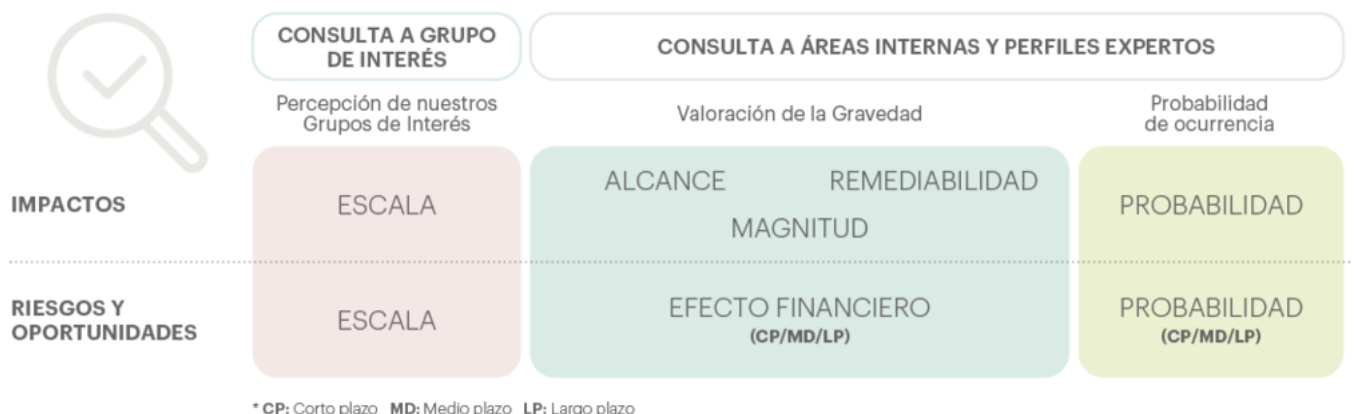 CONSULTA A GRUPO
DE INTERÉS
CONSULTA A ÁREAS INTERNAS Y PERFILES EXPERTOS
Percepción de nuestros
Grupos de Interés
Valoración de la Gravedad
Probabilidad
de ocurrencia
IMPACTOS
ESCALA
ALCANCE REMEDIABILIDAD
MAGNITUD
PROBABILIDAD
RIESGOS Y
OPORTUNIDADES
ESCALA
EFECTO FINANCIERO
(CP/MD/LP)
PROBABILIDAD
(CP/MD/LP)
* CP: Corto plazo MD: Medio plazo LP: Largo plazo